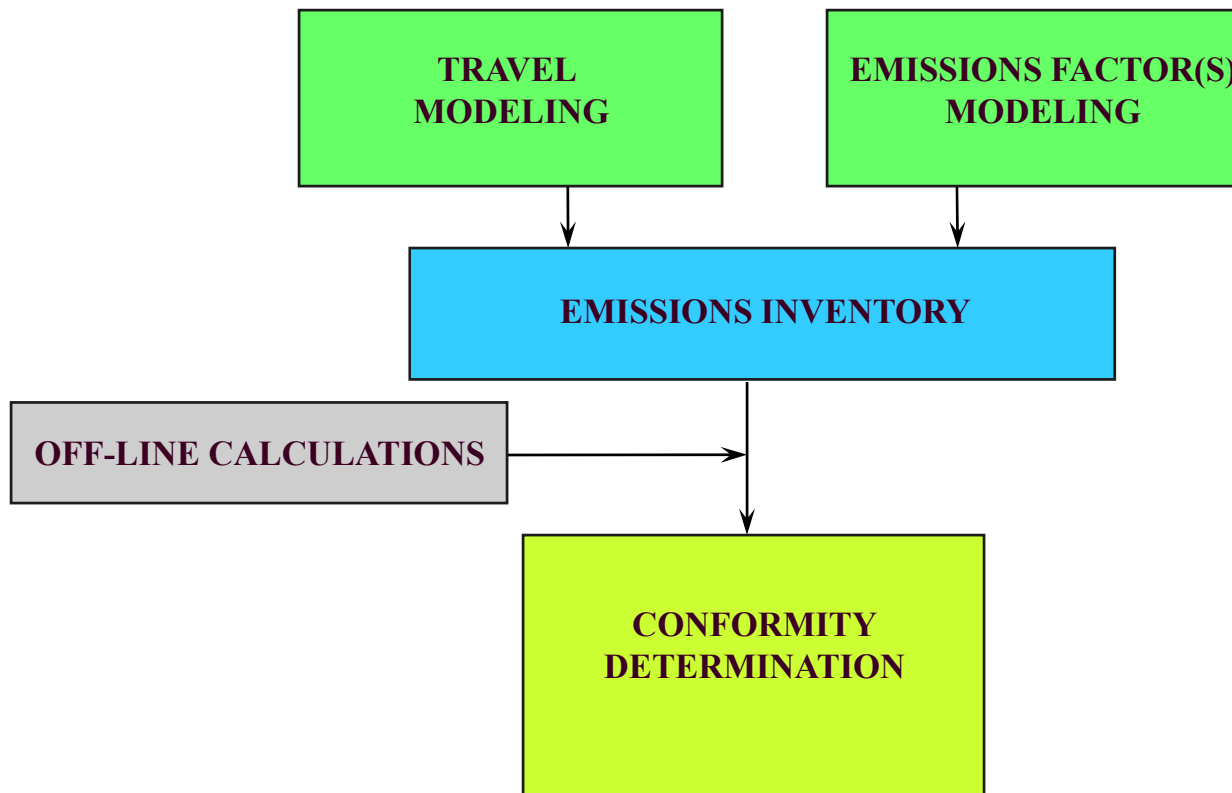 TRAVEL
MODELING
EMISSIONS FACTOR(S)
MODELING
EMISSIONS INVENTORY
OFF-LINE CALCULATIONS
CONFORMITY
DETERMINATION